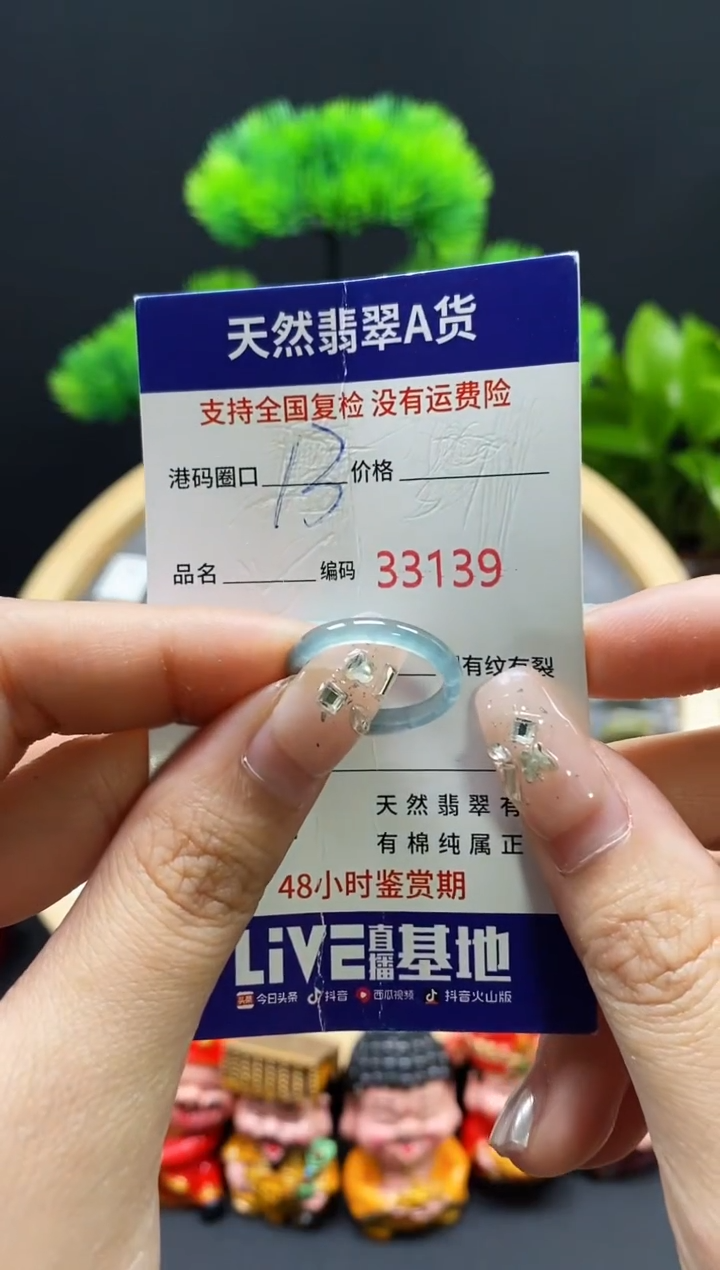 天然翡翠A货
支持全国复检 没有运费险
港码圈口 13 价格
品名 编码 33139
有纹有裂
天然翡翠有
有棉纯属正
48小时鉴赏期
LiVE直播基地
头条 今日头条 抖音 西瓜视频 抖音火山版